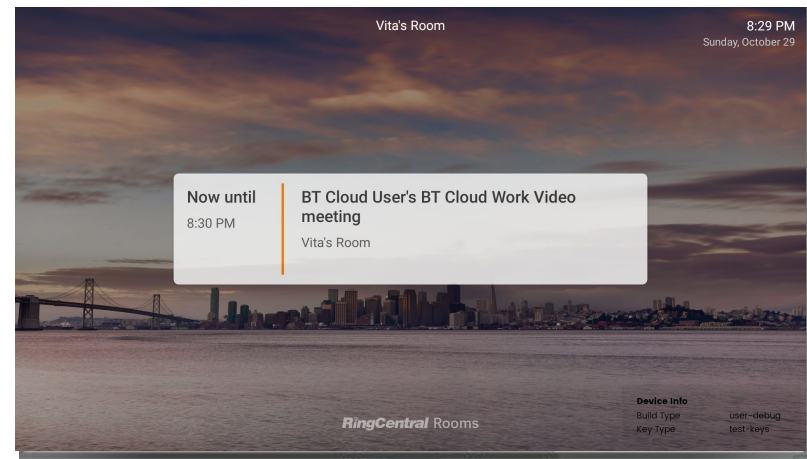 Vita's Room
8:29 PM
Sunday, October 29
Now until
8:30 PM
BT Cloud User's BT Cloud Work Video
meeting
Vita's Room
Device Info
Build Type user-debug
Key Type test-keys
RingCentral Rooms